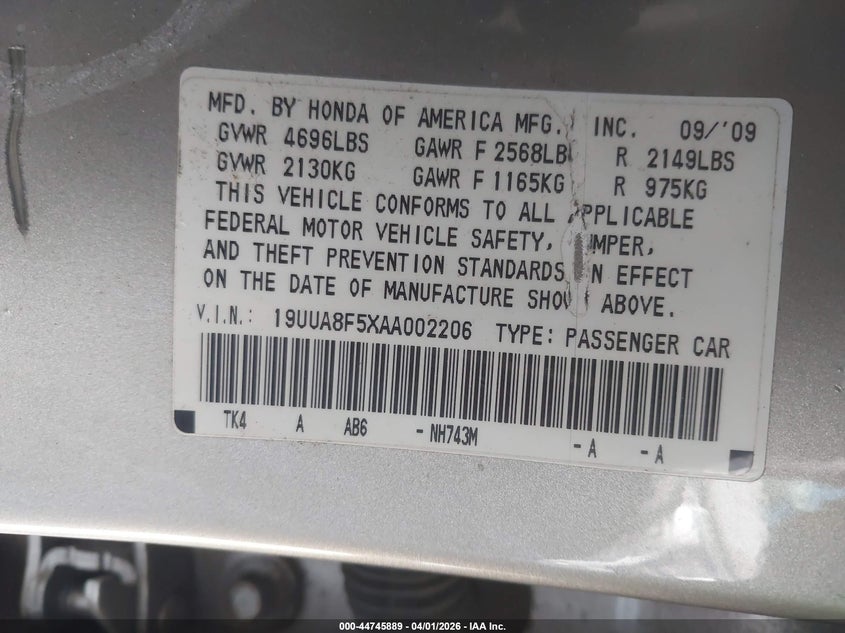 MFD. BY HONDA OF AMERICA MFG. INC. 09/'09
GVWR 4696LBS GAWR F 2568LB R 2149LBS
GVWR 2130KG GAWR F 1165KG R 975KG
THIS VEHICLE CONFORMS TO ALL APPLICABLE
FEDERAL MOTOR VEHICLE SAFETY, UMPER,
AND THEFT PREVENTION STANDARDS IN EFFECT
ON THE DATE OF MANUFACTURE SHOW ABOVE.
V.I.N.: 19UUA8F5XAA002206 TYPE: PASSENGER CAR
TK4 A AB6 - NH743M - A - A
000-44745889 - 04/01/2026 - IAA Inc.